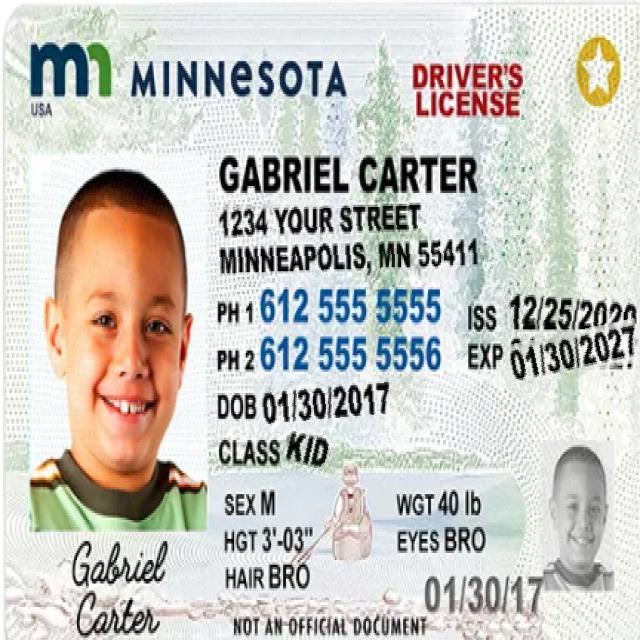 mn MINNeSOTA
USA
DRIVER'S
LICENSE
GABRIEL CARTER
1234 YOUR STREET
MINNEAPOLIS, MN 55411
PH 1 612 555 5555
PH 2 612 555 5556
ISS 12/25/2020
EXP 01/30/2027
DOB 01/30/2017
CLASS KID
SEX M
HGT 3'-03"
HAIR BRO
WGT 40 lb
EYES BRO
01/30/17
Gabriel
Carter
NOT AN OFFICIAL DOCUMENT